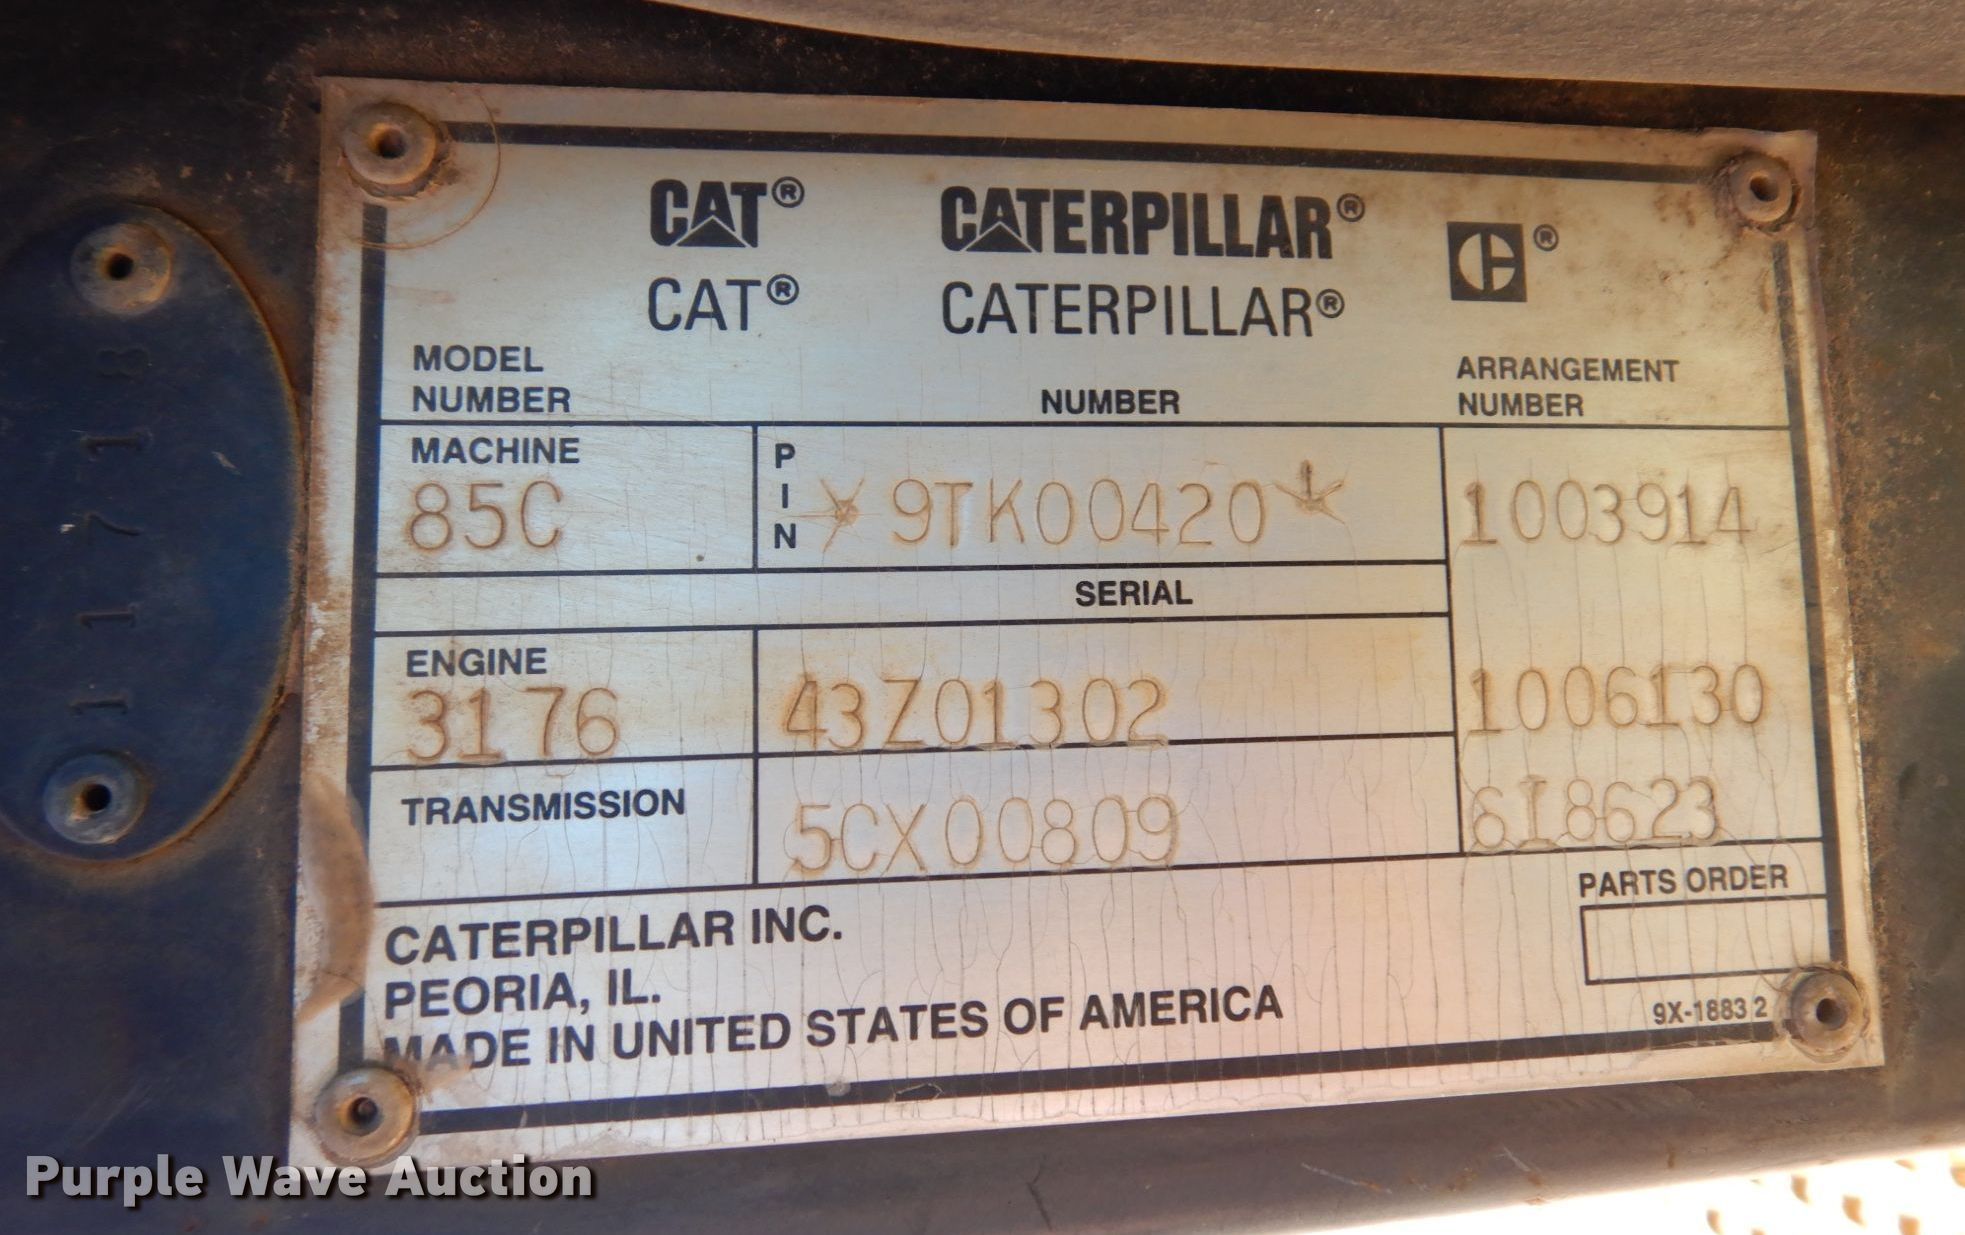 CAT® CATERPILLAR® ®
CAT® CATERPILLAR®
MODEL NUMBER NUMBER ARRANGEMENT NUMBER
MACHINE PIN
85C *9TK00420* 1003914
SERIAL
ENGINE
3176 43Z01302 1006130
TRANSMISSION 5CX00809 6I8623
PARTS ORDER
CATERPILLAR INC.
PEORIA, IL.
MADE IN UNITED STATES OF AMERICA
9X-1883 2
117118
Purple Wave Auction